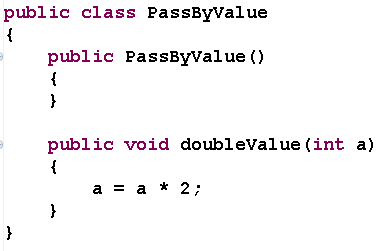 public class PassByValue
{
    public PassByValue()
    {
    }

    public void doubleValue(int a)
    {
        a = a * 2;
    }
}